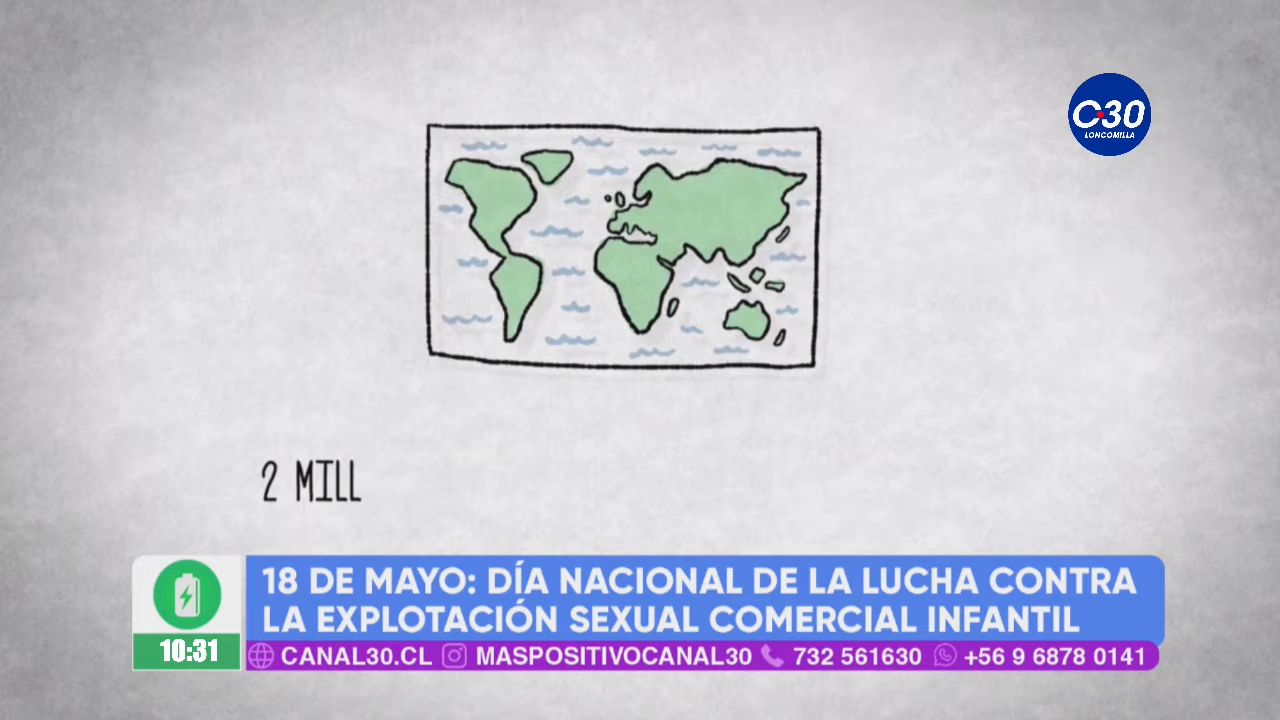 C30
LONCOMILLA
2 MILL
18 DE MAYO: DÍA NACIONAL DE LA LUCHA CONTRA
LA EXPLOTACIÓN SEXUAL COMERCIAL INFANTIL
10:31
CANAL30.CL MASPOSITIVOCANAL30 732 561630 +56 9 6878 0141